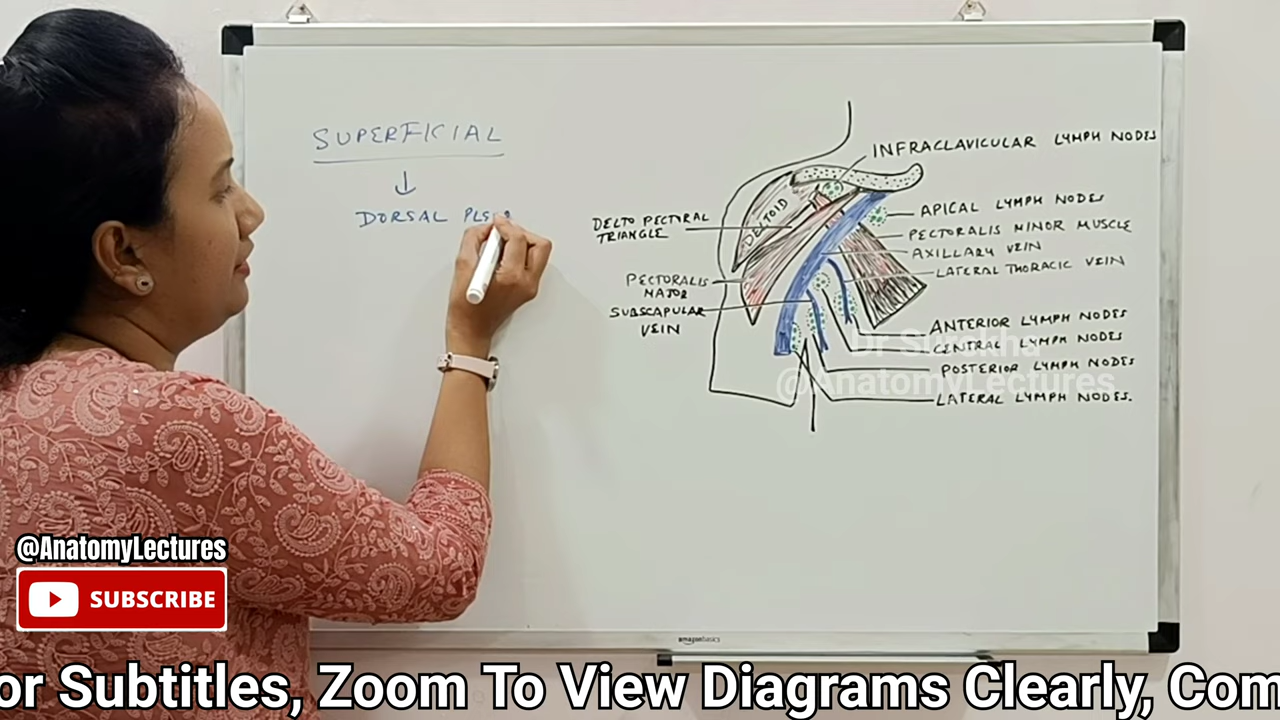 SUPERFICIAL
DORSAL
DELTOID
DELTO PECTORAL
TRIANGLE
PECTORALIS
MAJOR
SUBSCAPULAR
VEIN
INFRACLAVICULAR LYMPH NODES
APICAL LYMPH NODES
PECTORALIS MINOR MUSCLE
AXILLARY VEIN
LATERAL THORACIC VEIN
ANTERIOR LYMPH NODES
CENTRAL LYMPH NODES
POSTERIOR LYMPH NODES
LATERAL LYMPH NODES.
@AnatomyLectures
amazonbasics
@AnatomyLectures
SUBSCRIBE
or Subtitles, Zoom To View Diagrams Clearly, Com